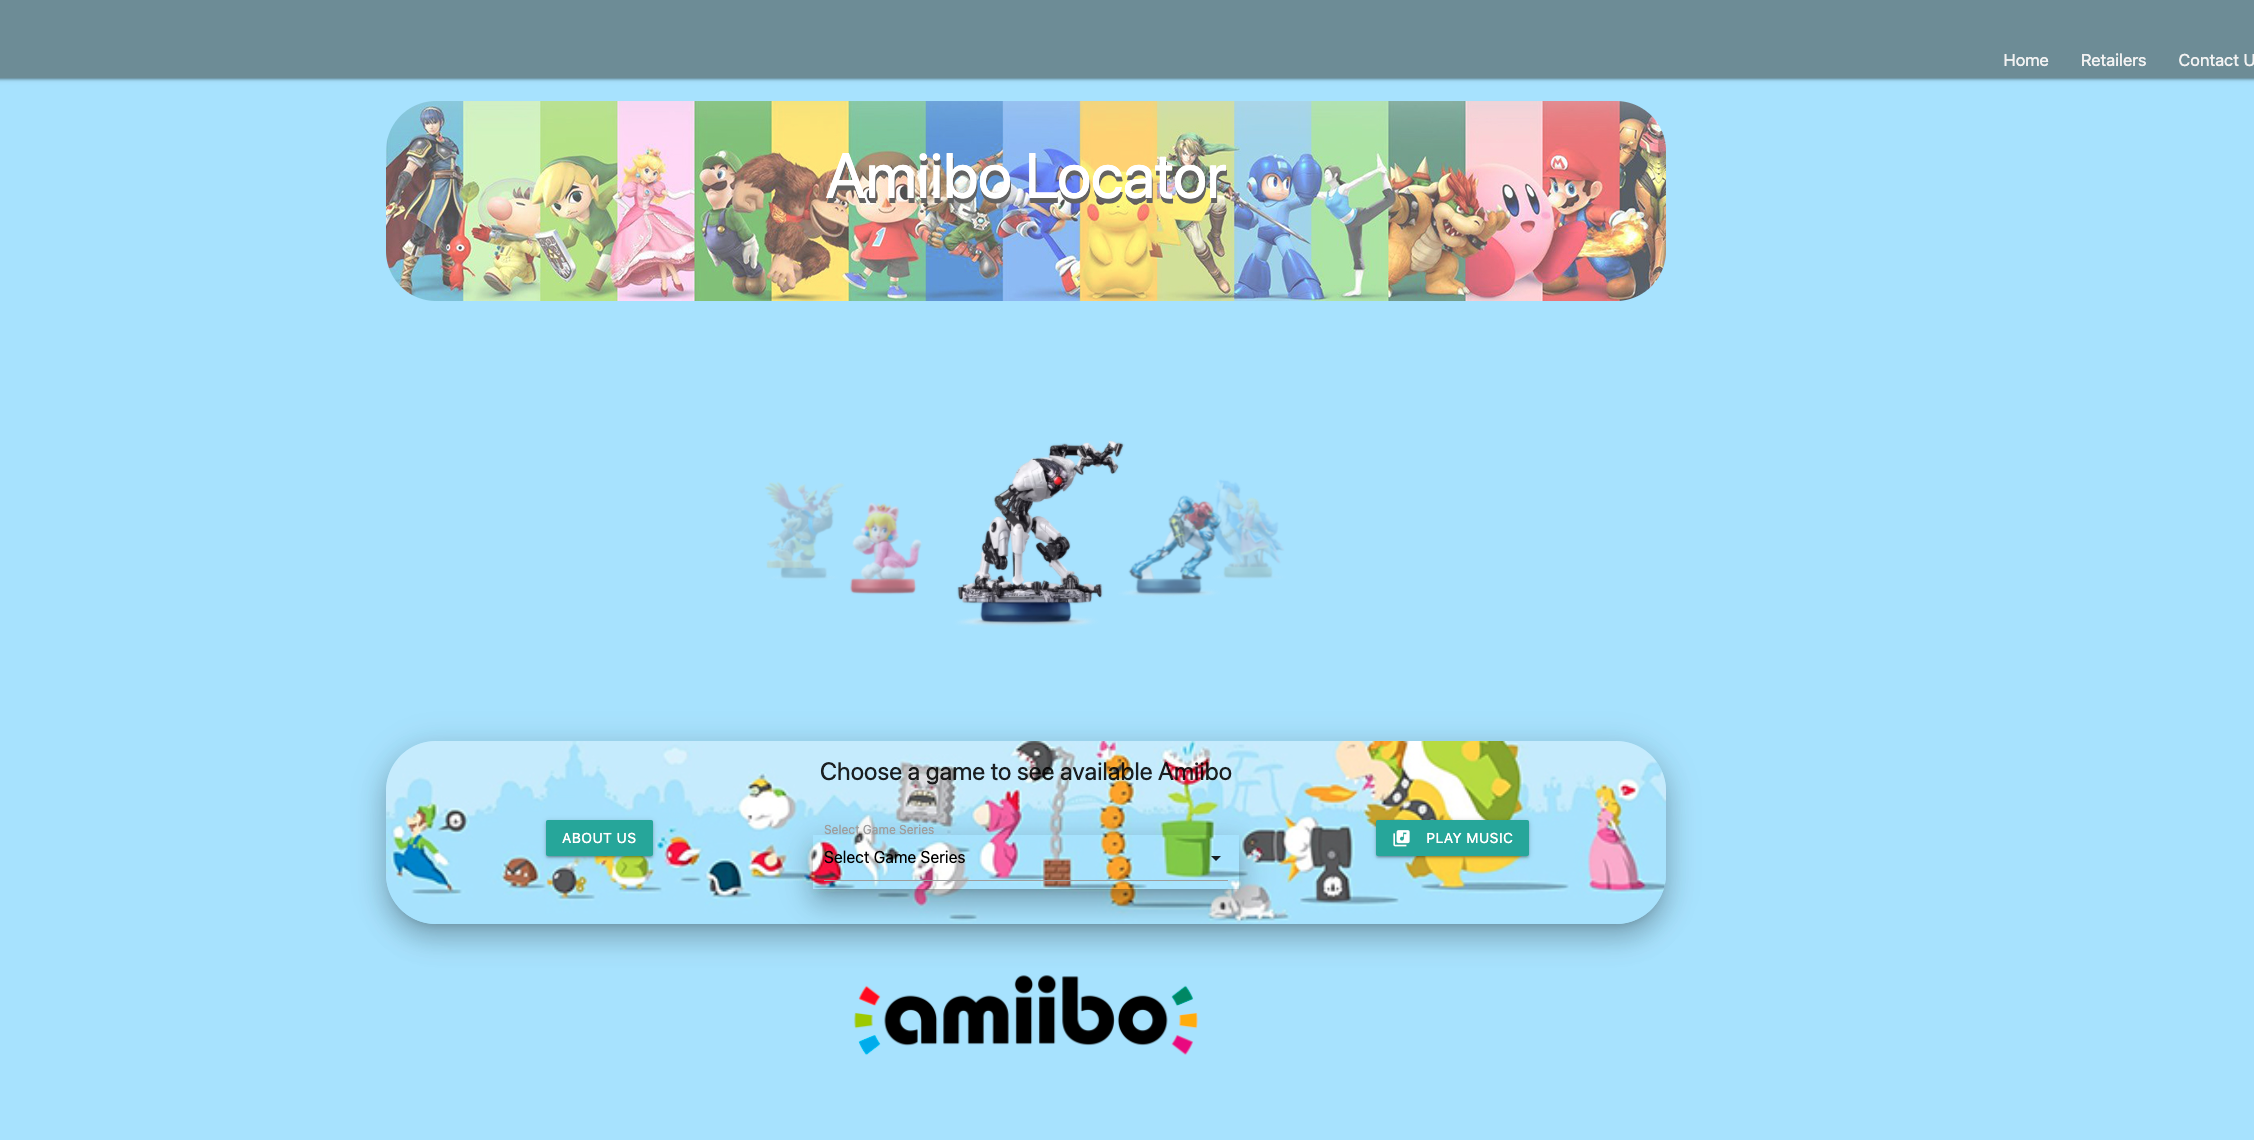 Home Retailers Contact U
Amiibo Locator
Choose a game to see available Amiibo
ABOUT US
Select Game Series
Select Game Series
PLAY MUSIC
amiibo